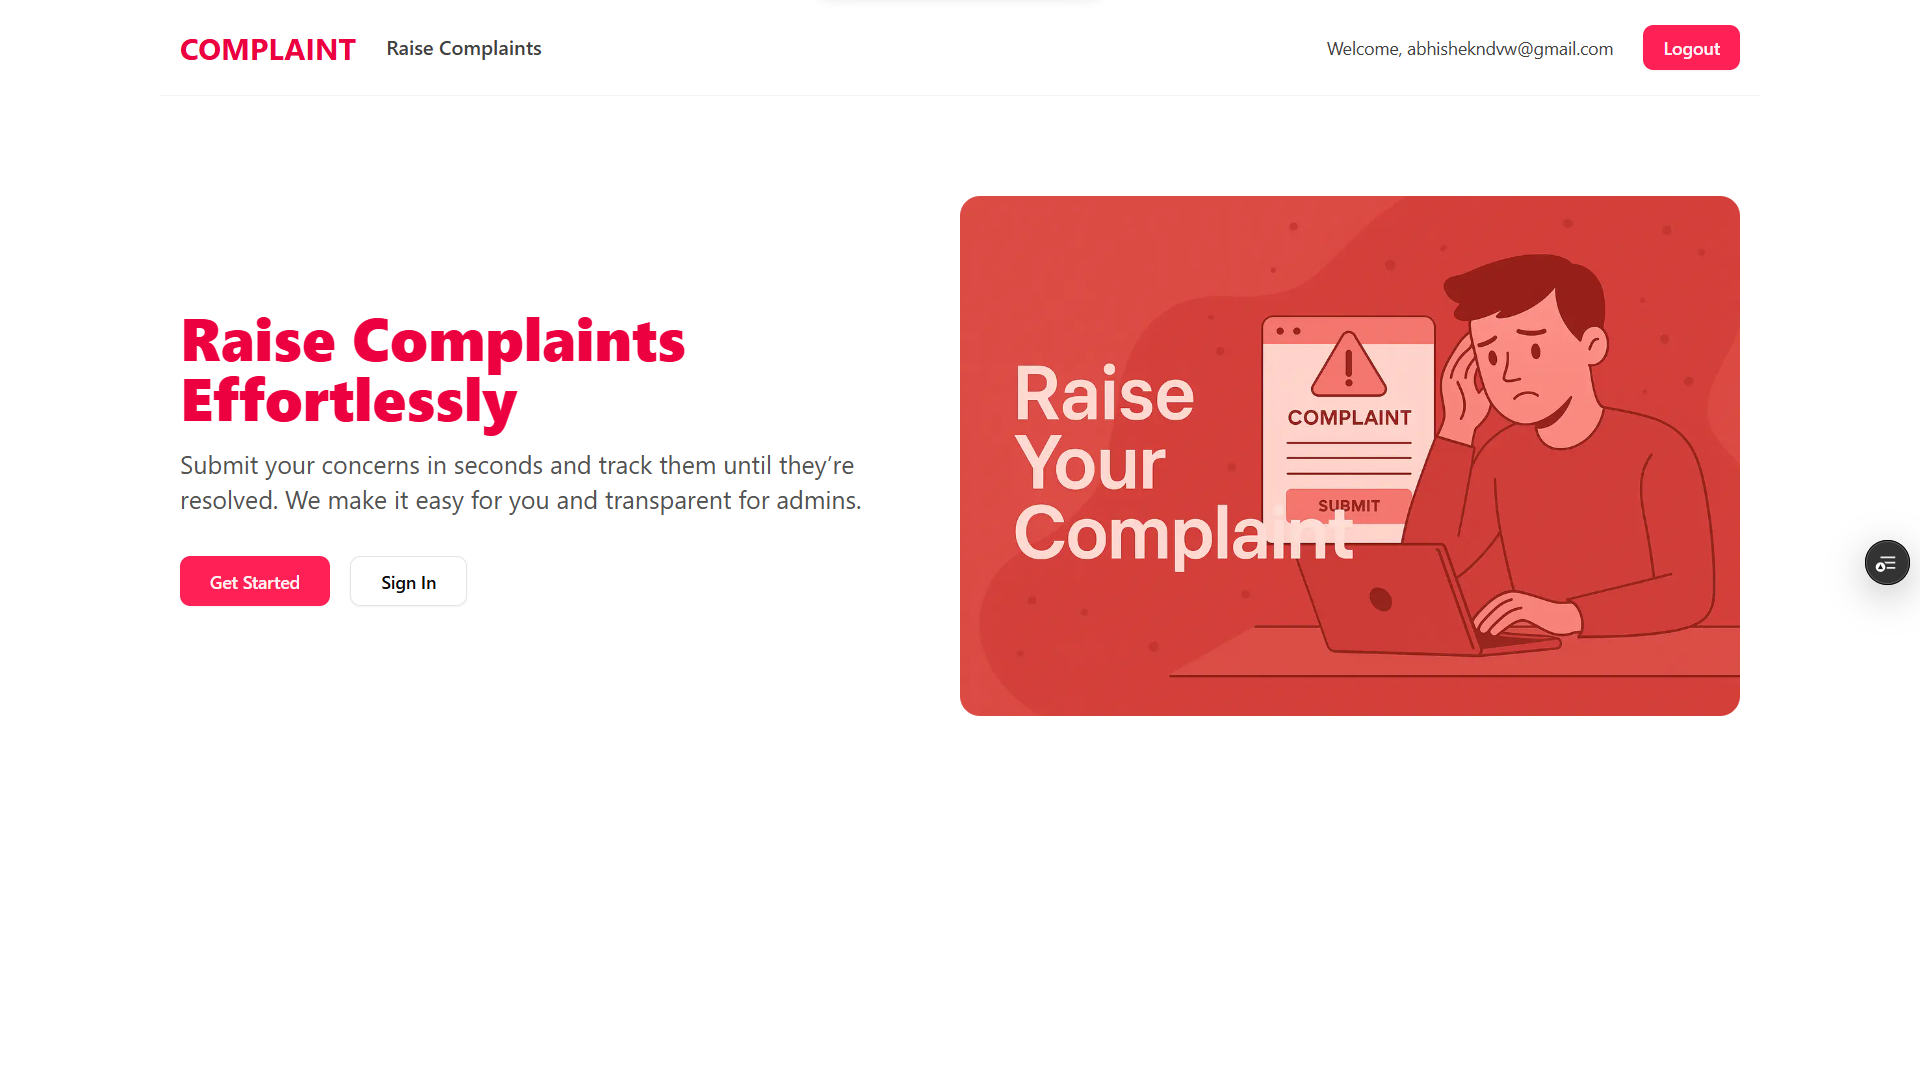 COMPLAINT
Raise Complaints
Welcome, abhishekndvw@gmail.com
Logout
Raise Complaints
Effortlessly
Submit your concerns in seconds and track them until they’re
resolved. We make it easy for you and transparent for admins.
Get Started
Sign In
Raise
Your
Complaint
COMPLAINT
SUBMIT